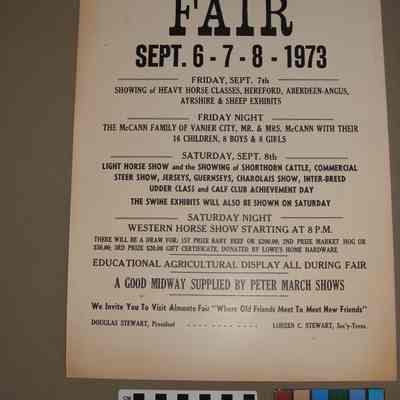 FAIR
SEPT. 6 - 7 - 8 - 1973
FRIDAY, SEPT. 7th
SHOWING of HEAVY HORSE CLASSES, HEREFORD, ABERDEEN-ANGUS,
AYRSHIRE & SHEEP EXHIBITS
FRIDAY NIGHT
THE McCANN FAMILY OF VANIER CITY, MR. & MRS. McCANN WITH THEIR
16 CHILDREN, 8 BOYS & 8 GIRLS
SATURDAY, SEPT. 8th
LIGHT HORSE SHOW and the SHOWING of SHORTHORN CATTLE, COMMERCIAL
STEER SHOW, JERSEYS, GUERNSEYS, CHAROLAIS SHOW, INTER-BREED
UDDER CLASS and CALF CLUB ACHIEVEMENT DAY
THE SWINE EXHIBITS WILL ALSO BE SHOWN ON SATURDAY
SATURDAY NIGHT
WESTERN HORSE SHOW STARTING AT 8 P.M.
THERE WILL BE A DRAW FOR: 1ST PRIZE BABY BEEF OR $200.00; 2ND PRIZE MARKET HOG OR
$50.00; 3RD PRIZE $20.00 GIFT CERTIFICATE, DONATED BY LOWE'S HOME HARDWARE
EDUCATIONAL AGRICULTURAL DISPLAY ALL DURING FAIR
A GOOD MIDWAY SUPPLIED BY PETER MARCH SHOWS
We Invite You To Visit Almonte Fair "Where Old Friends Meet To Meet New Friends"
DOUGLAS STEWART, President - - - - - - - - - - C. STEWART, Sec'y-Treas.